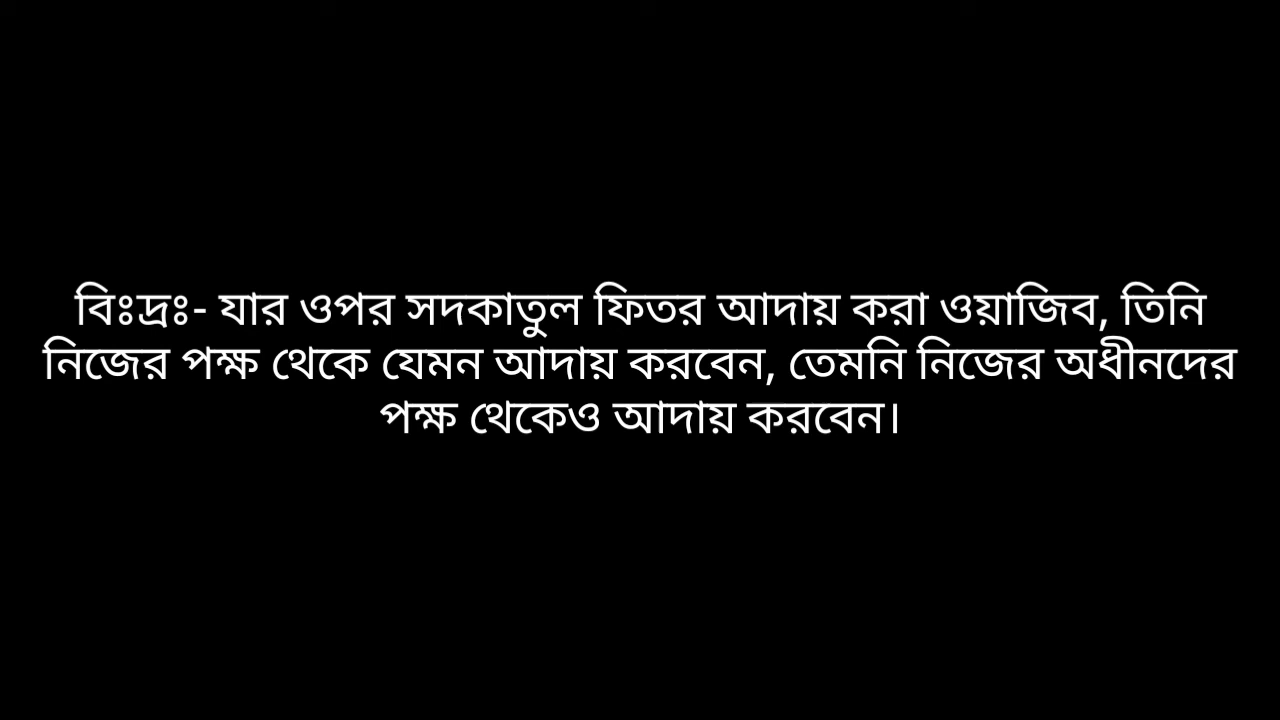 বিঃদ্রঃ- যার ওপর সদকাতুল ফিতর আদায় করা ওয়াজিব, তিনি
নিজের পক্ষ থেকে যেমন আদায় করবেন, তেমনি নিজের অধীনদের
পক্ষ থেকেও আদায় করবেন।